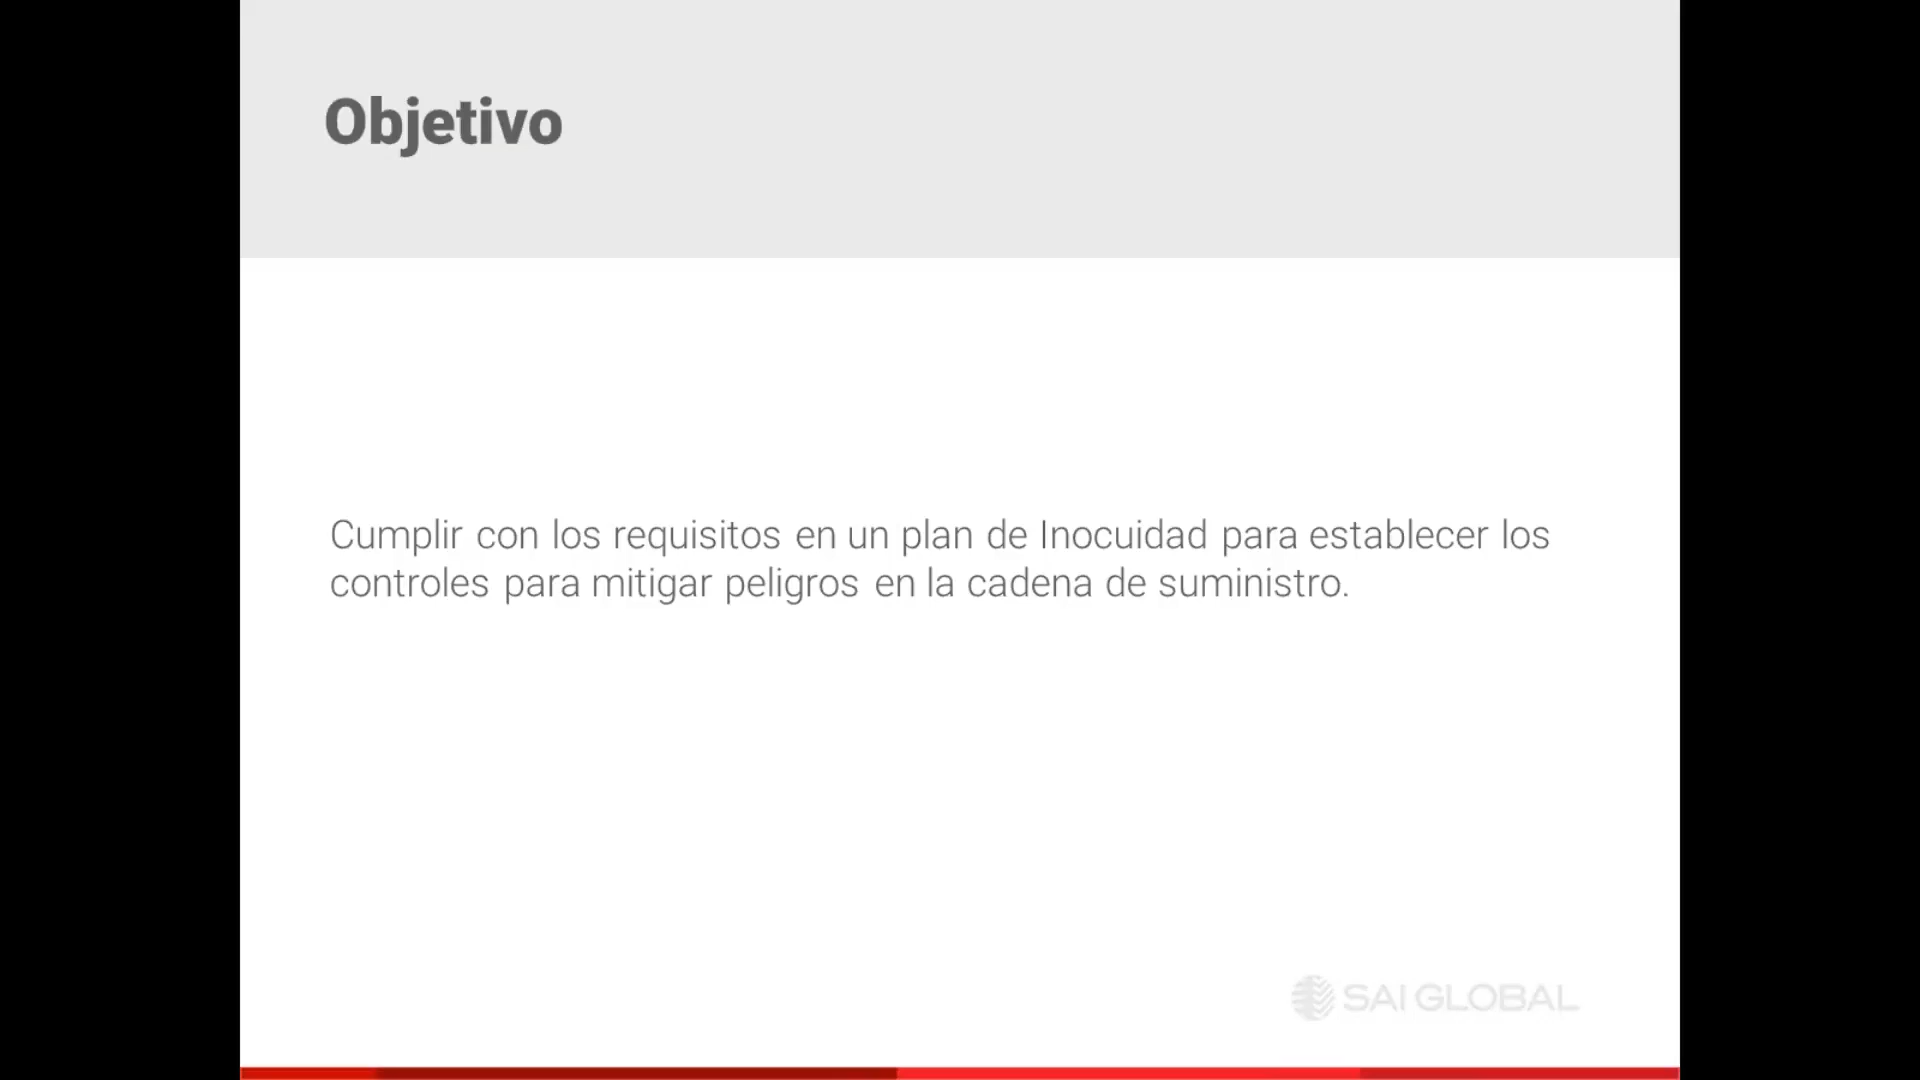 Objetivo
Cumplir con los requisitos en un plan de Inocuidad para establecer los
controles para mitigar peligros en la cadena de suministro.
SAI GLOBAL